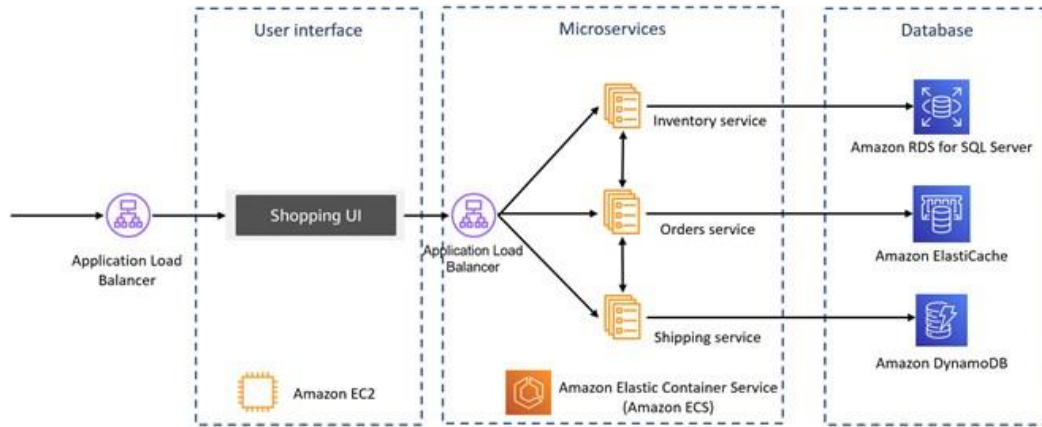 User interface
Microservices
Database
Inventory service
Amazon RDS for SQL Server
Shopping UI
Application Load
Balancer
Application Load
Balancer
Orders service
Amazon ElastiCache
Shipping service
Amazon DynamoDB
Amazon EC2
Amazon Elastic Container Service
(Amazon ECS)